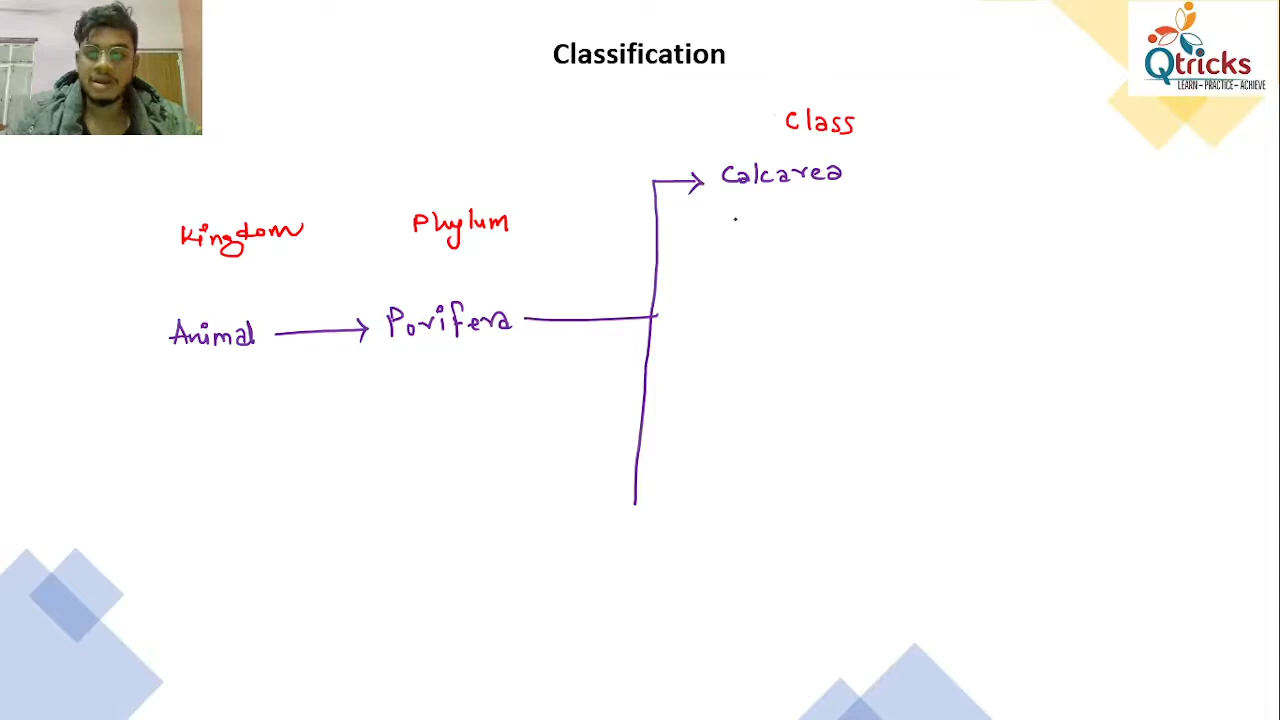 Classification
Qtricks
LEARN – PRACTICE – ACHIEVE
Class
Calcarea
Kingdom
Phylum
Animal
Porifera